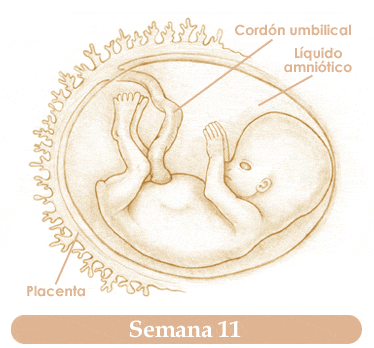 Cordón umbilical
Líquido
amniótico
Placenta
Semana 11